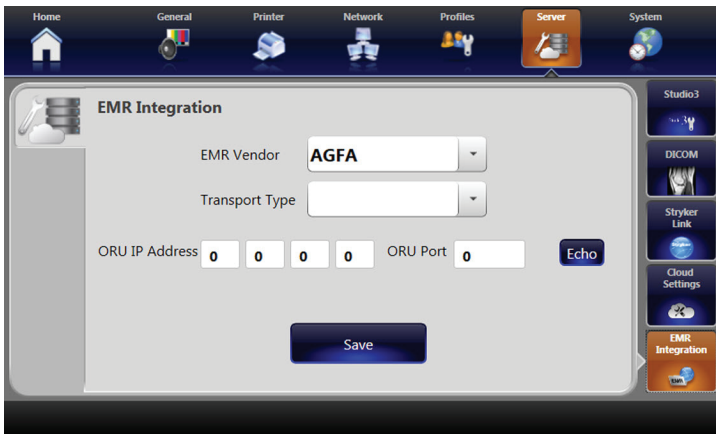 Home General Printer Network Profiles Server System
EMR Integration
EMR Vendor AGFA
Transport Type
ORU IP Address 0 0 0 0 ORU Port 0 Echo
Save
Studio3
DICOM
Stryker
Link
Cloud
Settings
EMR
Integration
EMR